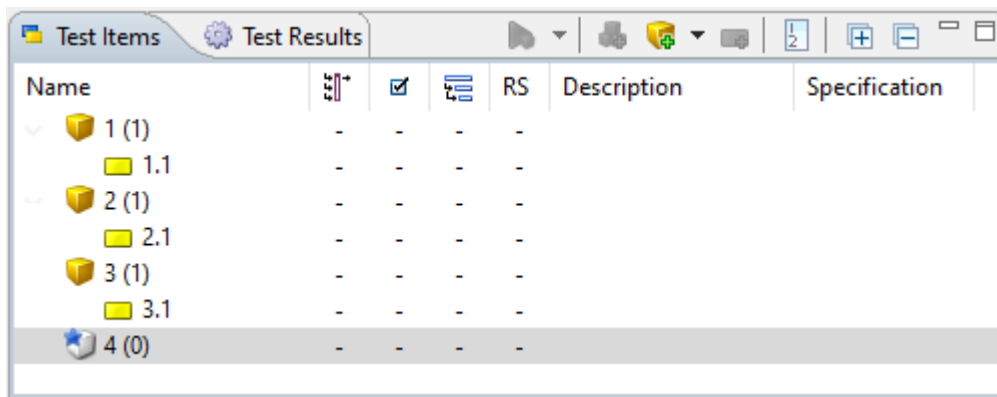 Test Items Test Results 1 2
Name RS Description Specification
1 (1) - - - -
1.1 - - - -
2 (1) - - - -
2.1 - - - -
3 (1) - - - -
3.1 - - - -
4 (0) - - - -